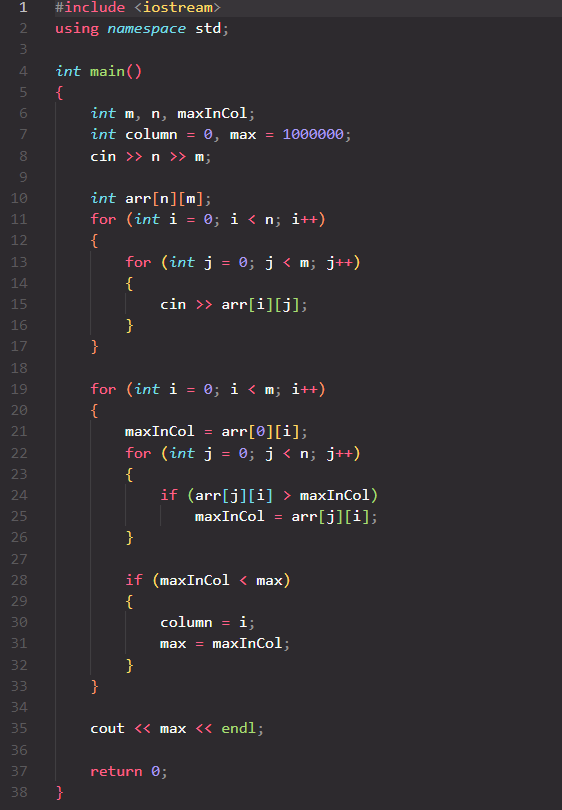 1 #include <iostream>
2 using namespace std;
3
4 int main()
5 {
6     int m, n, maxInCol;
7     int column = 0, max = 1000000;
8     cin >> n >> m;
9
10     int arr[n][m];
11     for (int i = 0; i < n; i++)
12     {
13         for (int j = 0; j < m; j++)
14         {
15             cin >> arr[i][j];
16         }
17     }
18
19     for (int i = 0; i < m; i++)
20     {
21         maxInCol = arr[0][i];
22         for (int j = 0; j < n; j++)
23         {
24             if (arr[j][i] > maxInCol)
25                 maxInCol = arr[j][i];
26         }
27
28         if (maxInCol < max)
29         {
30             column = i;
31             max = maxInCol;
32         }
33     }
34
35     cout << max << endl;
36
37     return 0;
38 }